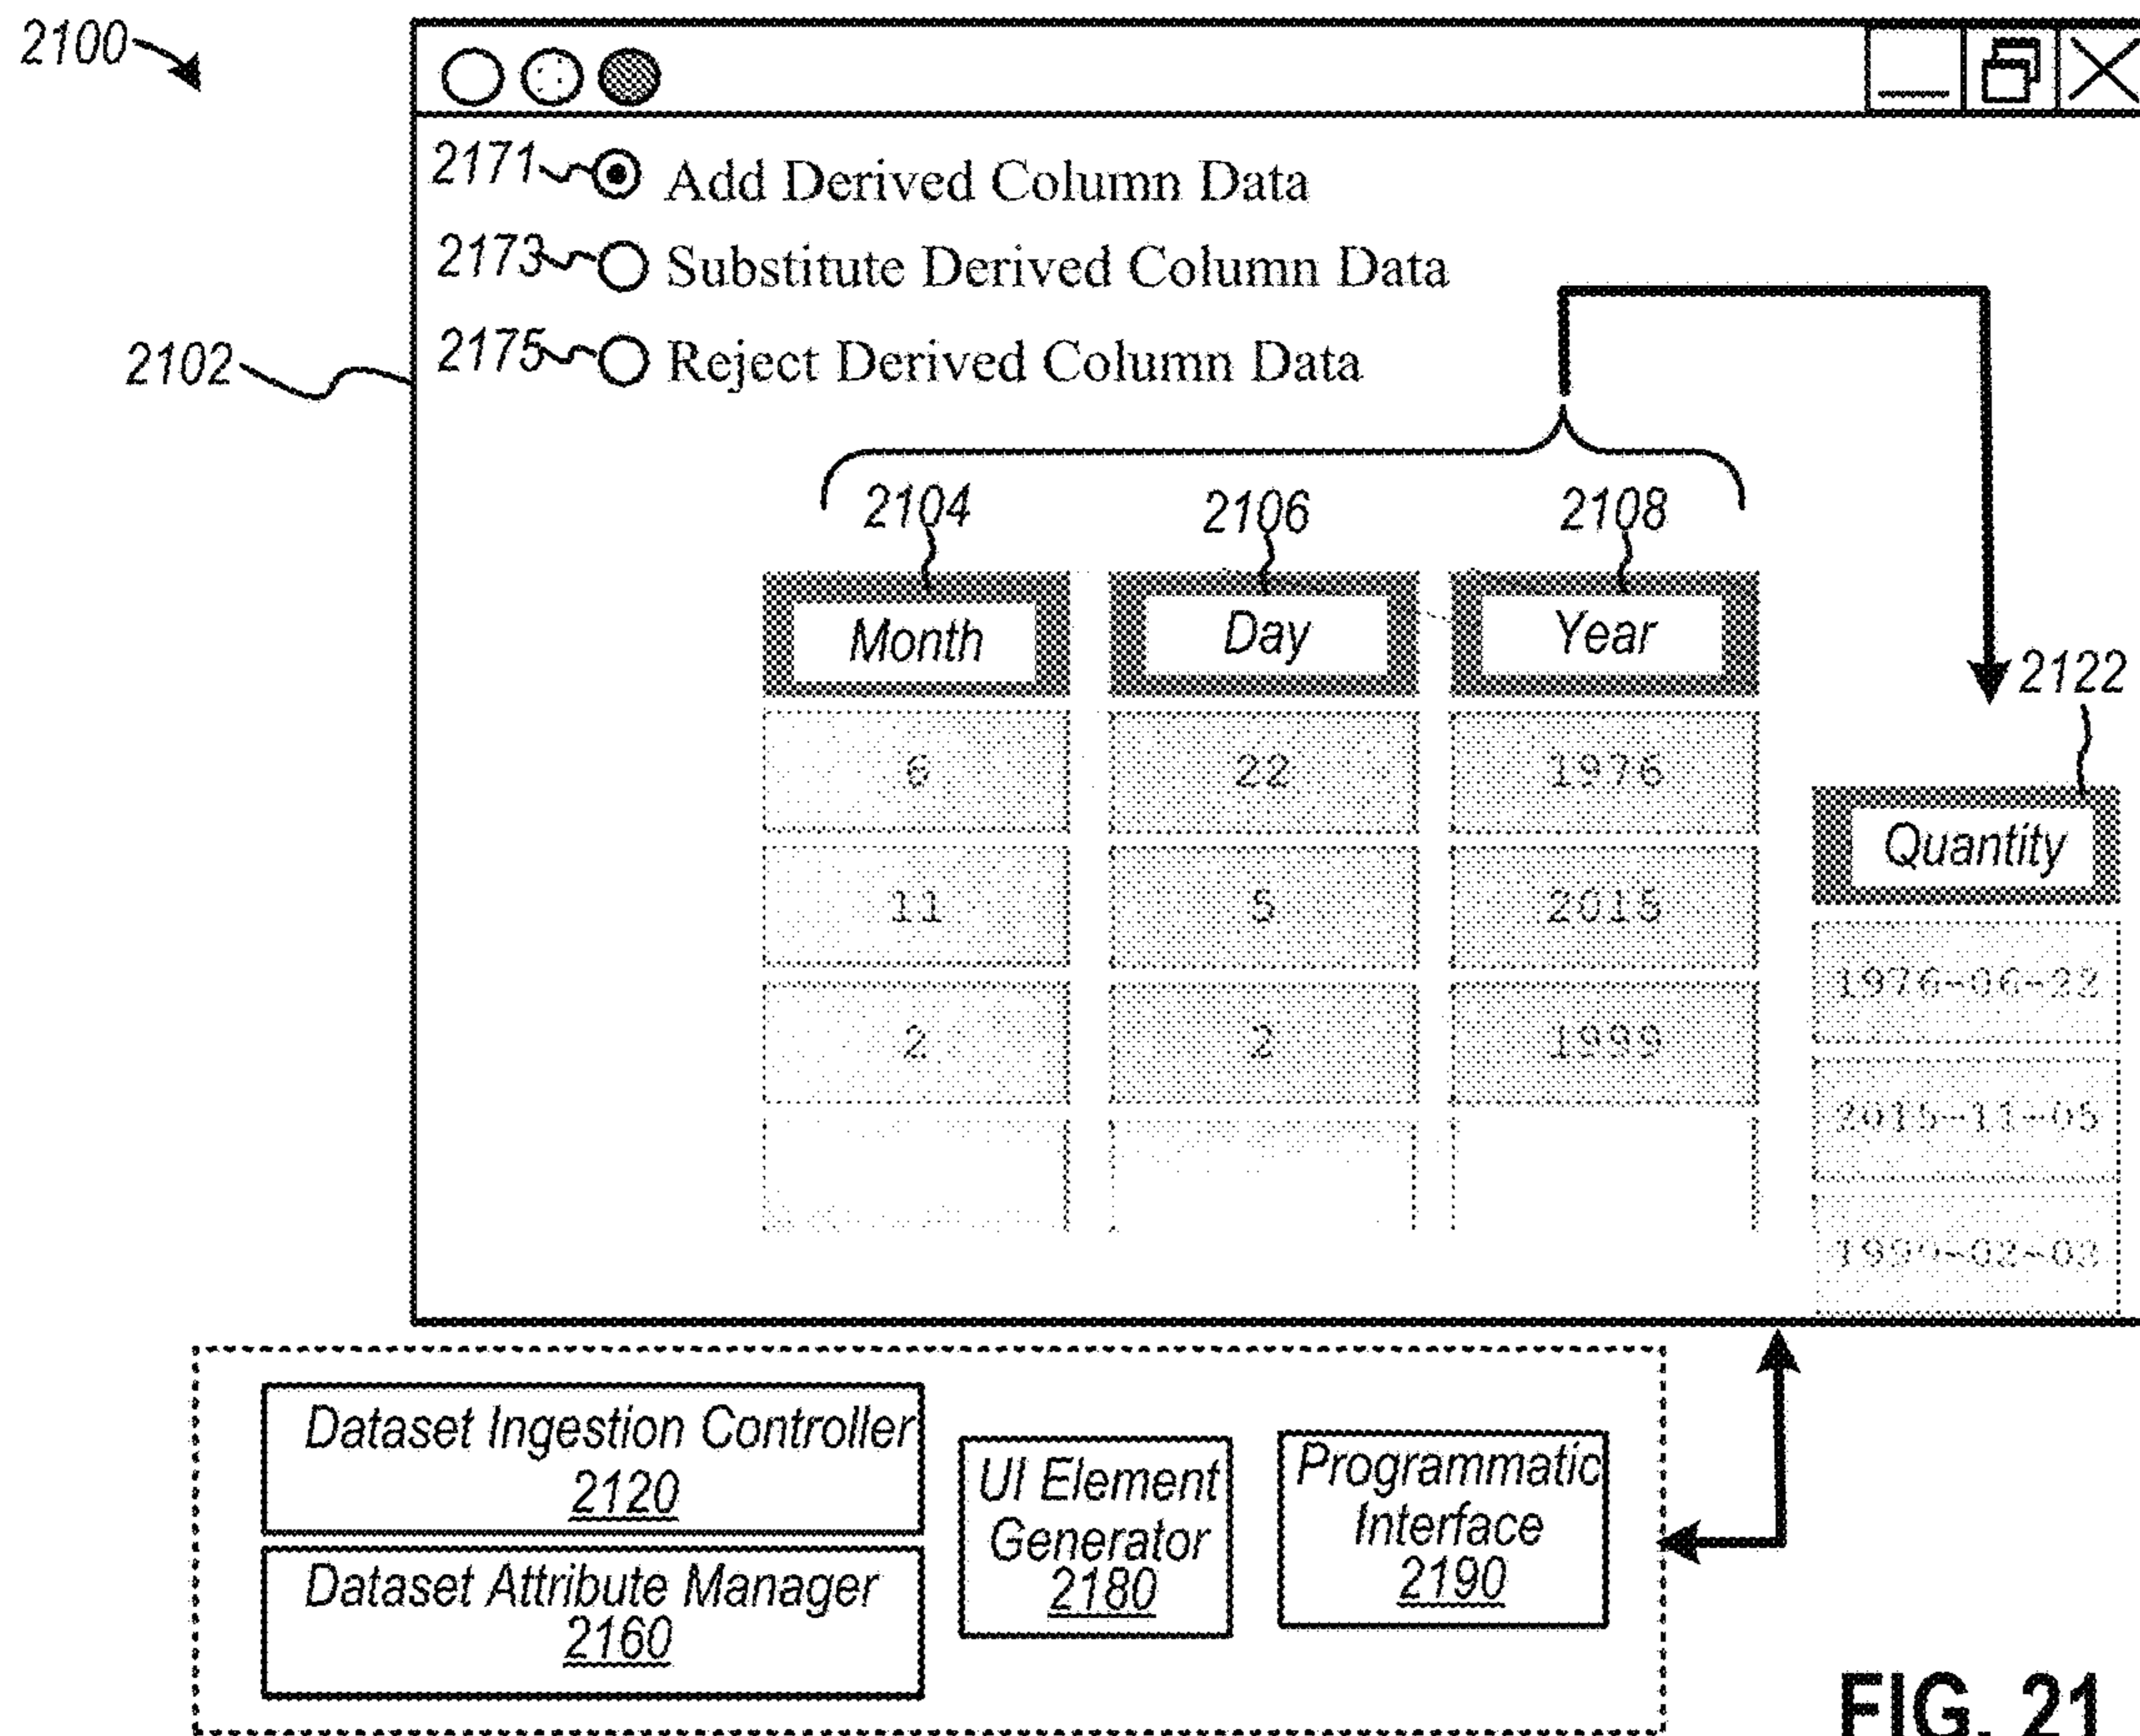 2100
2171 Add Derived Column Data
2173 Substitute Derived Column Data
2175 Reject Derived Column Data
2102
2104 2106 2108
Month Day Year
2122
6 22 1976
Quantity
11 5 2015
1976-06-22
2 2 1999
2015-11-05
1999-02-02
Dataset Ingestion Controller
2120
UI Element
Generator
2180
Programmatic
Interface
2190
Dataset Attribute Manager
2160
FIG. 21